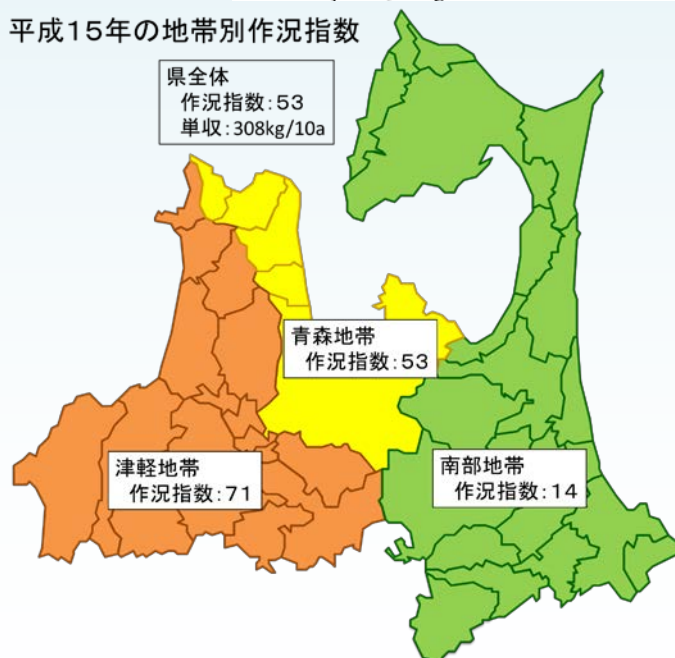 平成15年の地帯別作況指数
県全体
作況指数:53
単収:308kg/10a
青森地帯
作況指数:53
津軽地帯
作況指数:71
南部地帯
作況指数:14